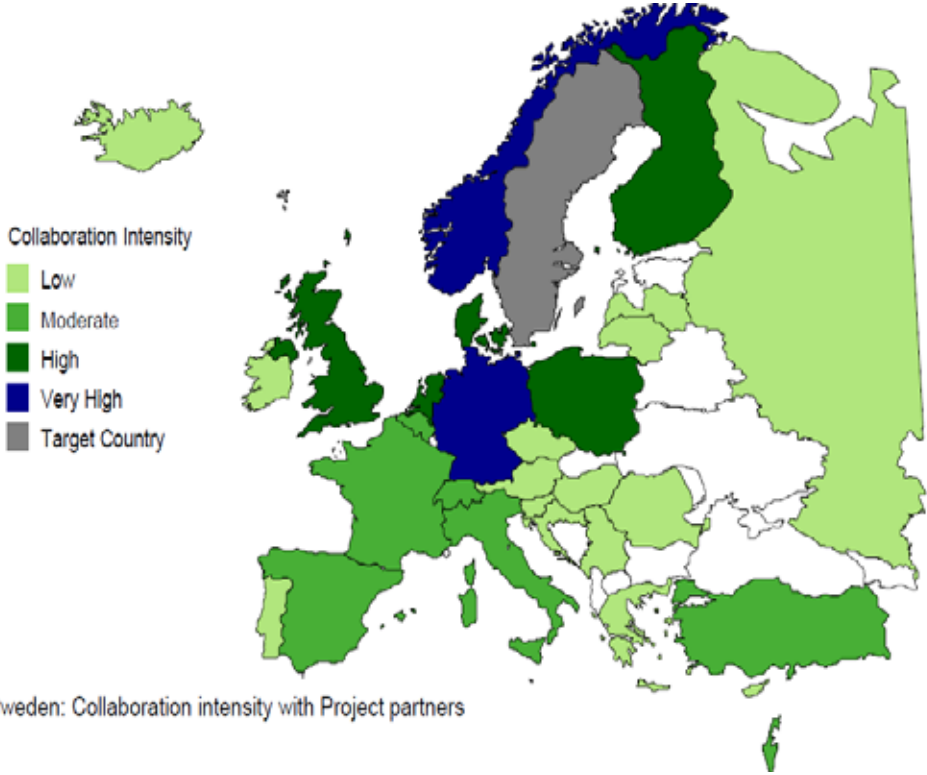 Collaboration Intensity
Low
Moderate
High
Very High
Target Country
weden: Collaboration intensity with Project partners